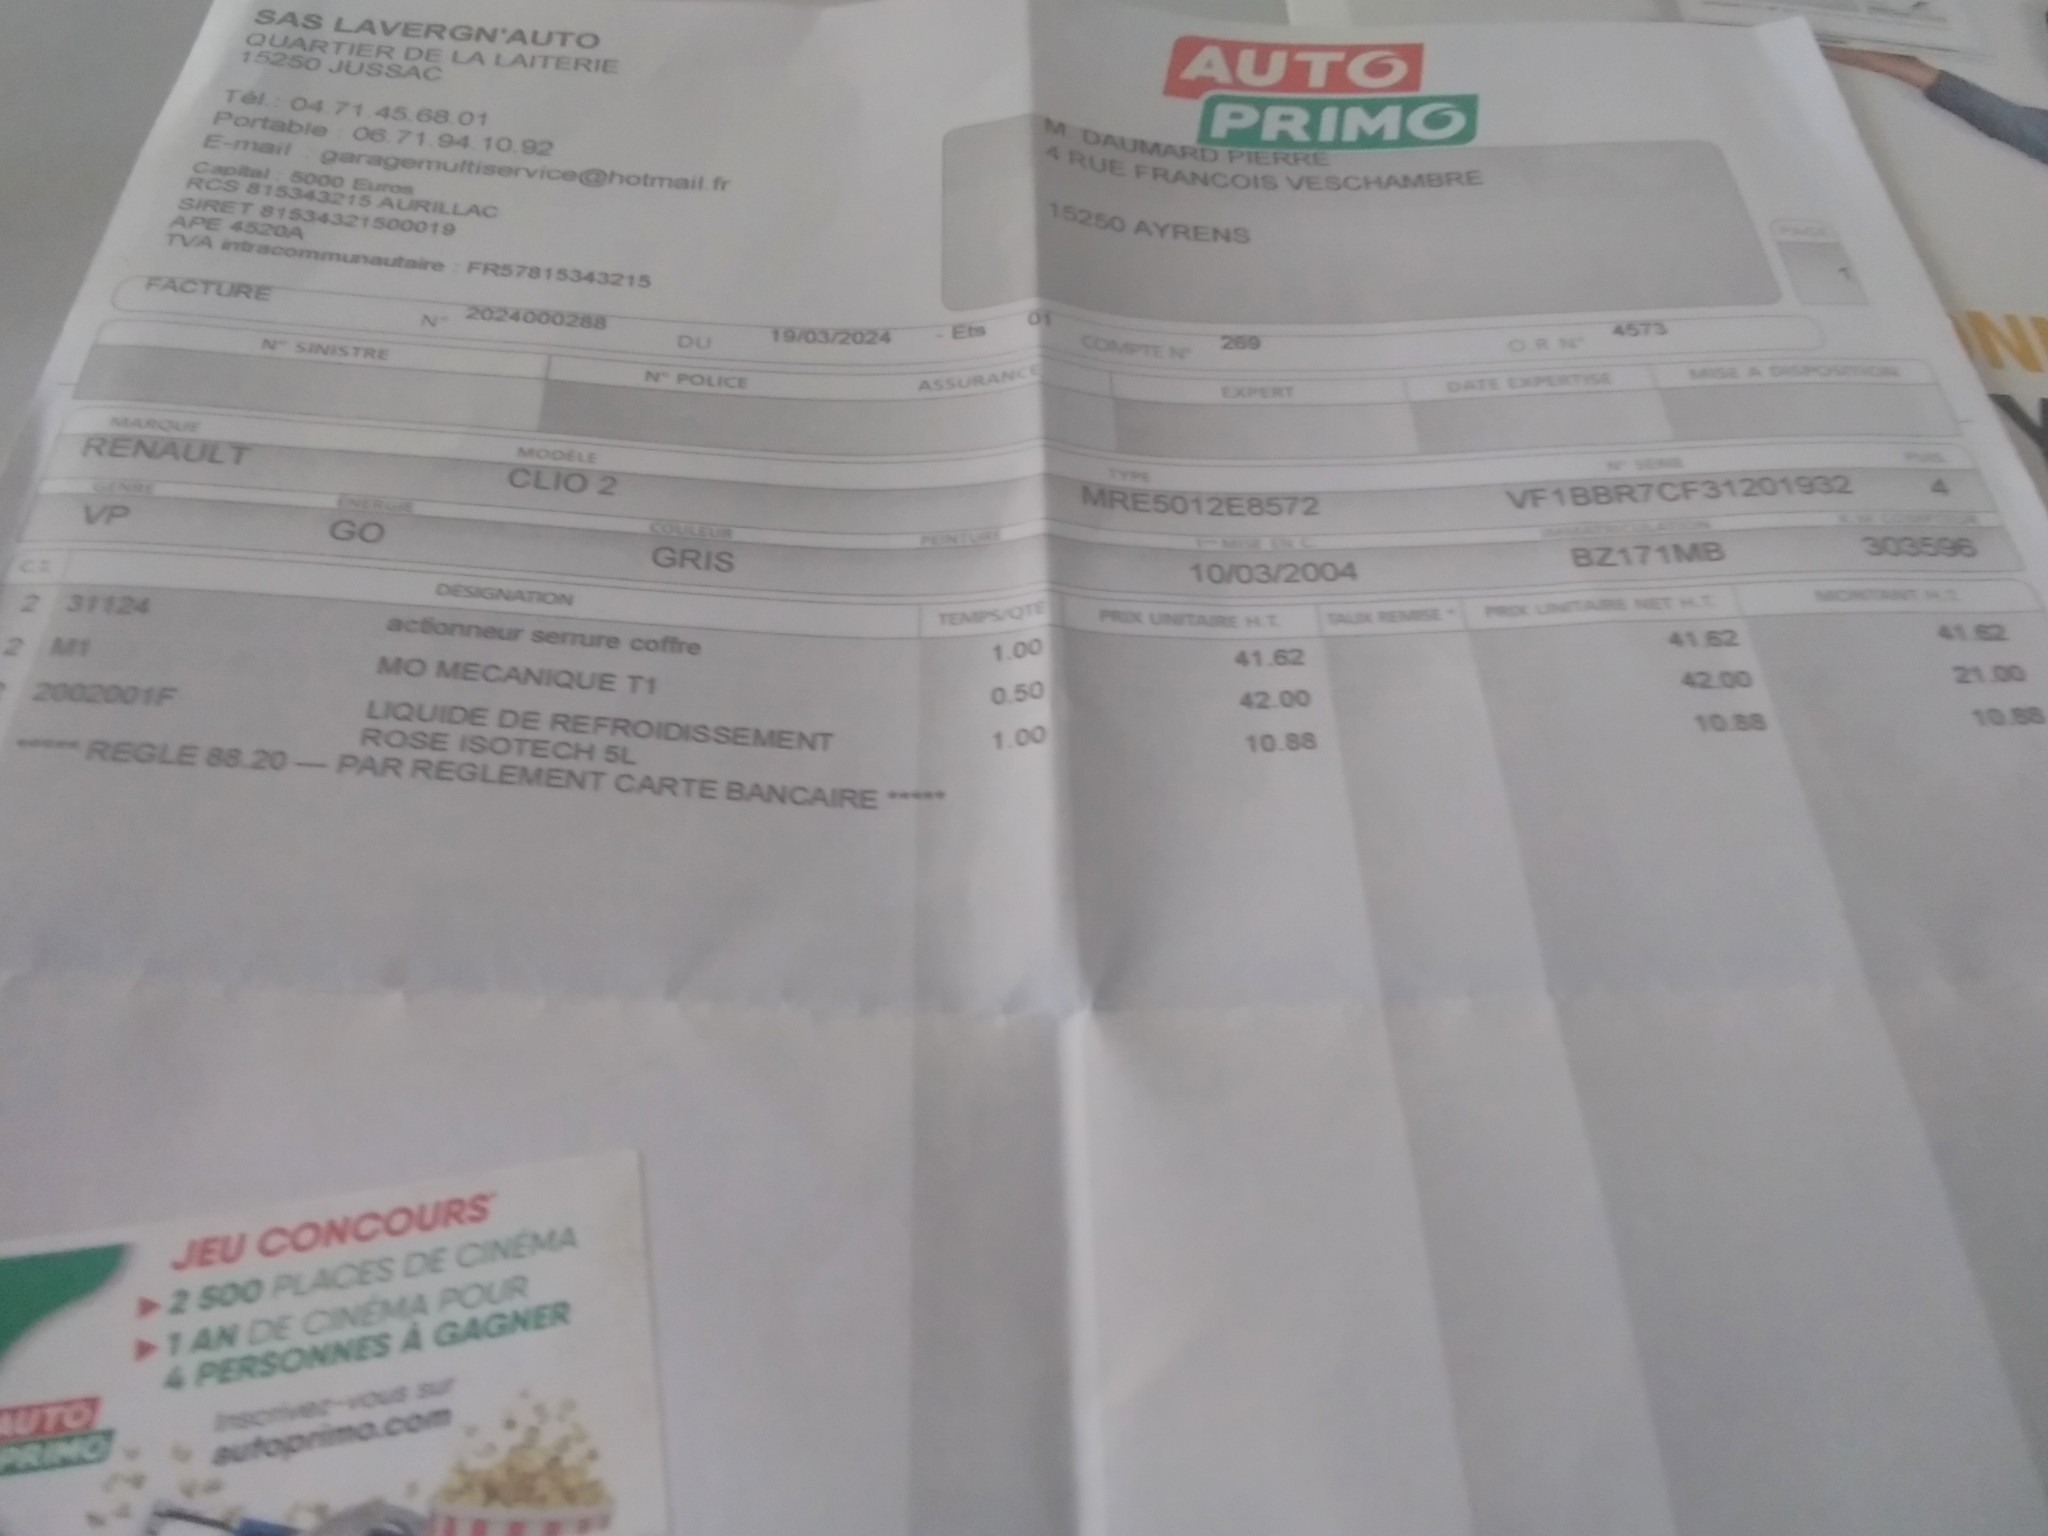 SAS LAVERGN'AUTO
QUARTIER DE LA LAITERIE
15250 JUSSAC
Tél.: 04.71.45.68.01
Portable : 06.71.94.10.92
E-mail : garagemultiservice@hotmail.fr
Capital : 5000 Euros
RCS 815343215 AURILLAC
SIRET 81534321500019
APE 4520A
TVA intracommunautaire : FR57815343215
AUTO
PRIMO
M. DAUMARD PIERRE
4 RUE FRANCOIS VESCHAMBRE
15250 AYRENS
PAGE
1
FACTURE N° 2024000288 DU 19/03/2024 - Ets 01 COMPTE N° 269 O.R N° 4573
N° SINISTRE N° POLICE ASSURANCE EXPERT DATE EXPERTISE MISE A DISPOSITION
MARQUE MODÈLE TYPE N° SERIE PUIS.
RENAULT CLIO 2 MRE5012E8572 VF1BBR7CF31201932 4
GENRE ENERGIE COULEUR PEINTURE 1ère MISE EN C. IMMATRICULATION K.M COMPTEUR
VP GO GRIS 10/03/2004 BZ171MB 303596
C.T. DESIGNATION TEMPS/QTÉ PRIX UNITAIRE H.T. TAUX REMISE * PRIX UNITAIRE NET H.T. MONTANT H.T.
2 31124 actionneur serrure coffre 1.00 41.62 41.62 41.62
2 M1 MO MECANIQUE T1 0.50 42.00 42.00 21.00
2002001F LIQUIDE DE REFROIDISSEMENT 1.00 10.88 10.88 10.88
ROSE ISOTECH 5L
***** REGLE 88.20 — PAR REGLEMENT CARTE BANCAIRE *****
JEU CONCOURS*
2 500 PLACES DE CINÉMA
1 AN DE CINÉMA POUR
4 PERSONNES À GAGNER
Inscrivez-vous sur
autoprimo.com
AUTO
PRIMO